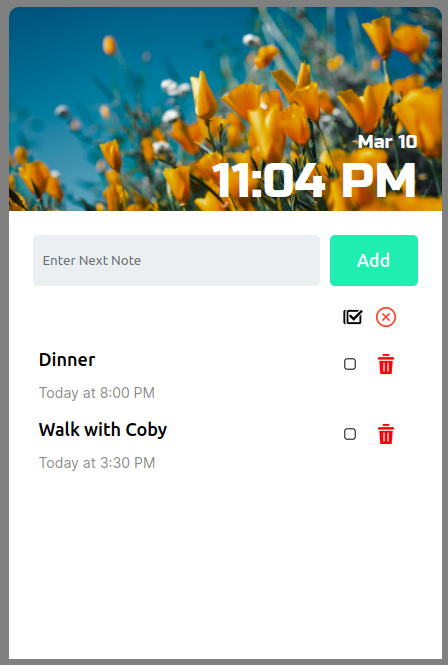 Mar 10
11:04 PM
Enter Next Note
Add
Dinner
Today at 8:00 PM
Walk with Coby
Today at 3:30 PM